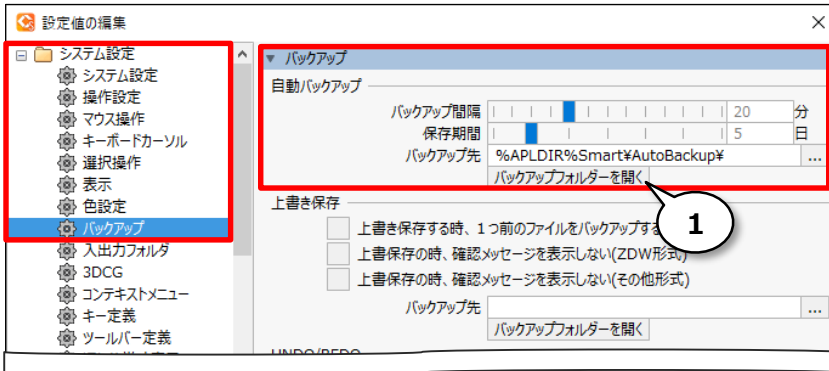 設定値の編集
システム設定
システム設定
操作設定
マウス操作
キーボードカーソル
選択操作
表示
色設定
バックアップ
入出力フォルダ
3DCG
コンテキストメニュー
キー定義
ツールバー定義
バックアップ
自動バックアップ
バックアップ間隔 20 分
保存期間 5 日
バックアップ先 %APLDIR%Smart¥AutoBackup¥ ...
バックアップフォルダーを開く
1
上書き保存
上書き保存する時、1つ前のファイルをバックアップする
上書保存の時、確認メッセージを表示しない(ZDW形式)
上書保存の時、確認メッセージを表示しない(その他形式)
バックアップ先 ...
バックアップフォルダーを開く
UNDO/REDO